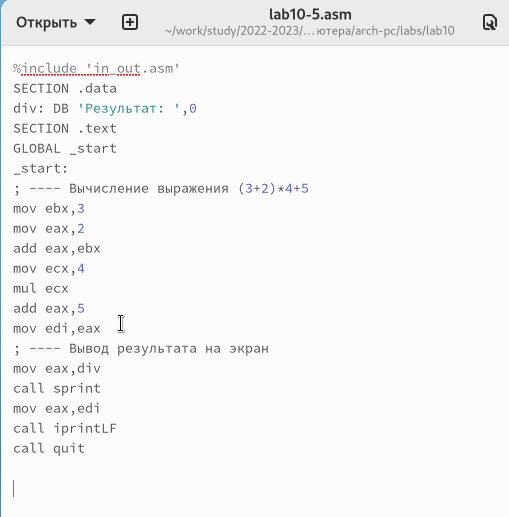 Открыть
lab10-5.asm
~/work/study/2022-2023/…ютера/arch-pc/labs/lab10
%include 'in_out.asm'
SECTION .data
div: DB 'Результат: ',0
SECTION .text
GLOBAL _start
_start:
; ---- Вычисление выражения (3+2)*4+5
mov ebx,3
mov eax,2
add eax,ebx
mov ecx,4
mul ecx
add eax,5
mov edi,eax
; ---- Вывод результата на экран
mov eax,div
call sprint
mov eax,edi
call iprintLF
call quit